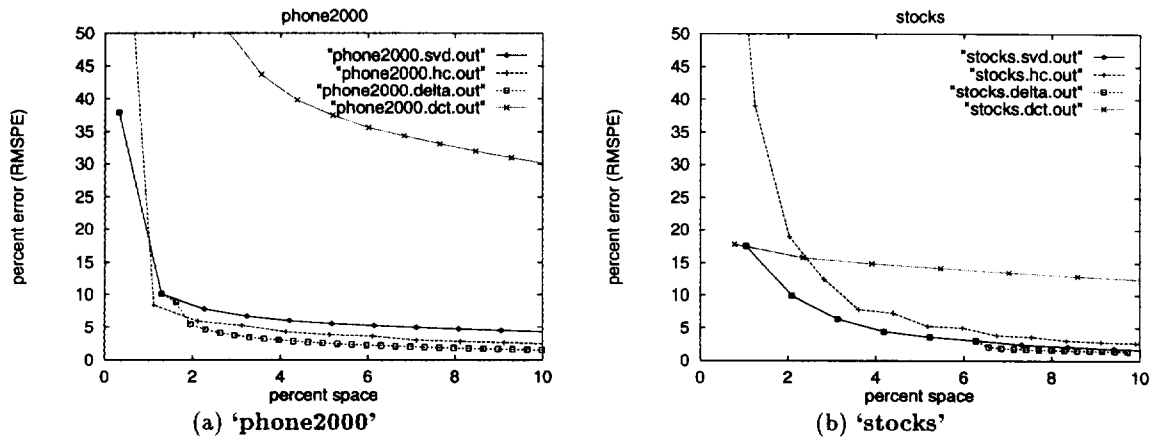 phone2000
50
45
40
35
30
25
20
15
10
5
0
percent error (RMSPE)
"phone2000.svd.out"
"phone2000.hc.out"
"phone2000.delta.out"
"phone2000.dct.out"
0 2 4 6 8 10
percent space
(a) 'phone2000'
stocks
50
45
40
35
30
25
20
15
10
5
0
percent error (RMSPE)
"stocks.svd.out"
"stocks.hc.out"
"stocks.delta.out"
"stocks.dct.out"
0 2 4 6 8 10
percent space
(b) 'stocks'